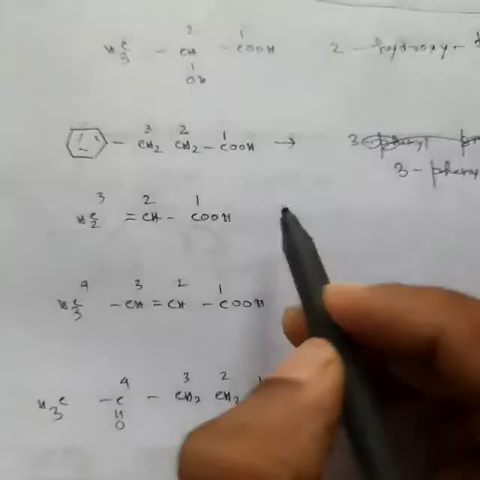 2 1
H3C - CH - COOH 2 - hydroxy -
OH
3 2 1
- CH2 CH2 - COOH → 3 - phenyl
3 - pheny
3 2 1
H2C = CH - COOH
4 3 2 1
H3C - CH = CH - COOH
4 3 2
H3C - C - CH2 CH2
O